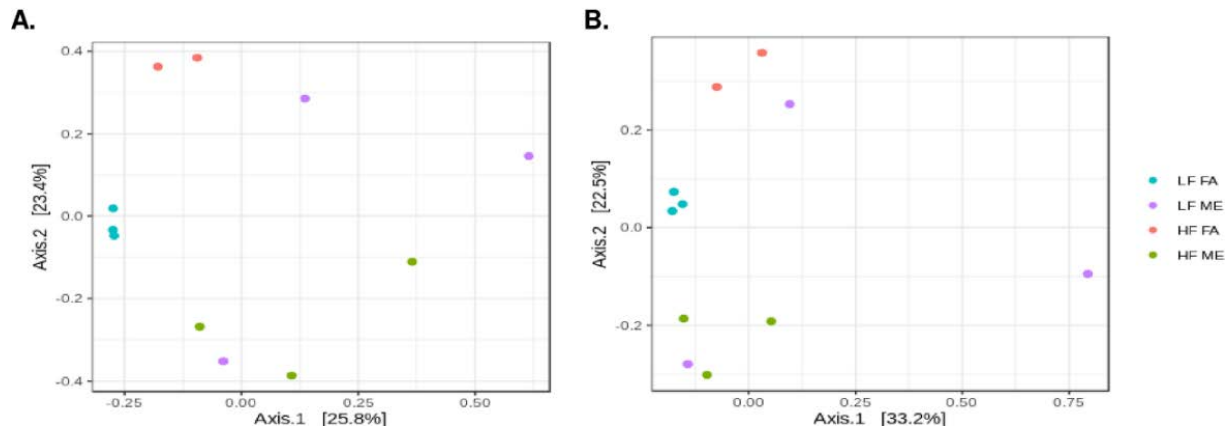 A.
B.
0.4
0.2
0.0
-0.2
-0.4
Axis.2 [23.4%]
-0.25
0.00
0.25
0.50
Axis.1 [25.8%]
0.2
0.0
-0.2
Axis.2 [22.5%]
0.00
0.25
0.50
0.75
Axis.1 [33.2%]
LF FA
LF ME
HF FA
HF ME